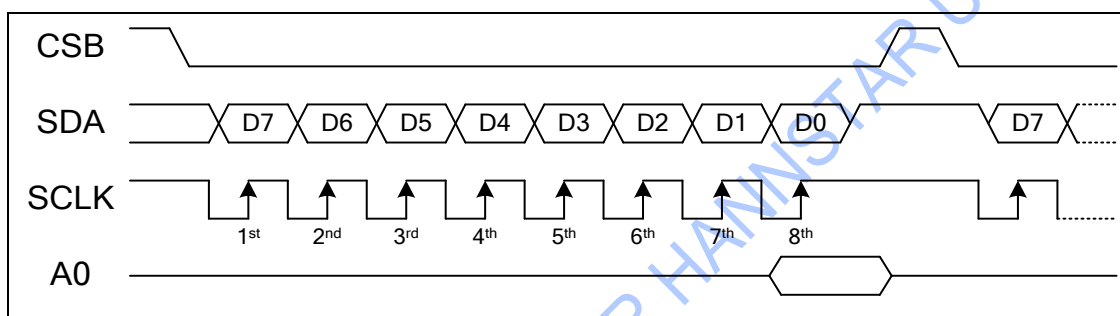 CSB
SDA D7 D6 D5 D4 D3 D2 D1 D0 D7
SCLK
1st 2nd 3rd 4th 5th 6th 7th 8th
A0
R HANNSTAR U